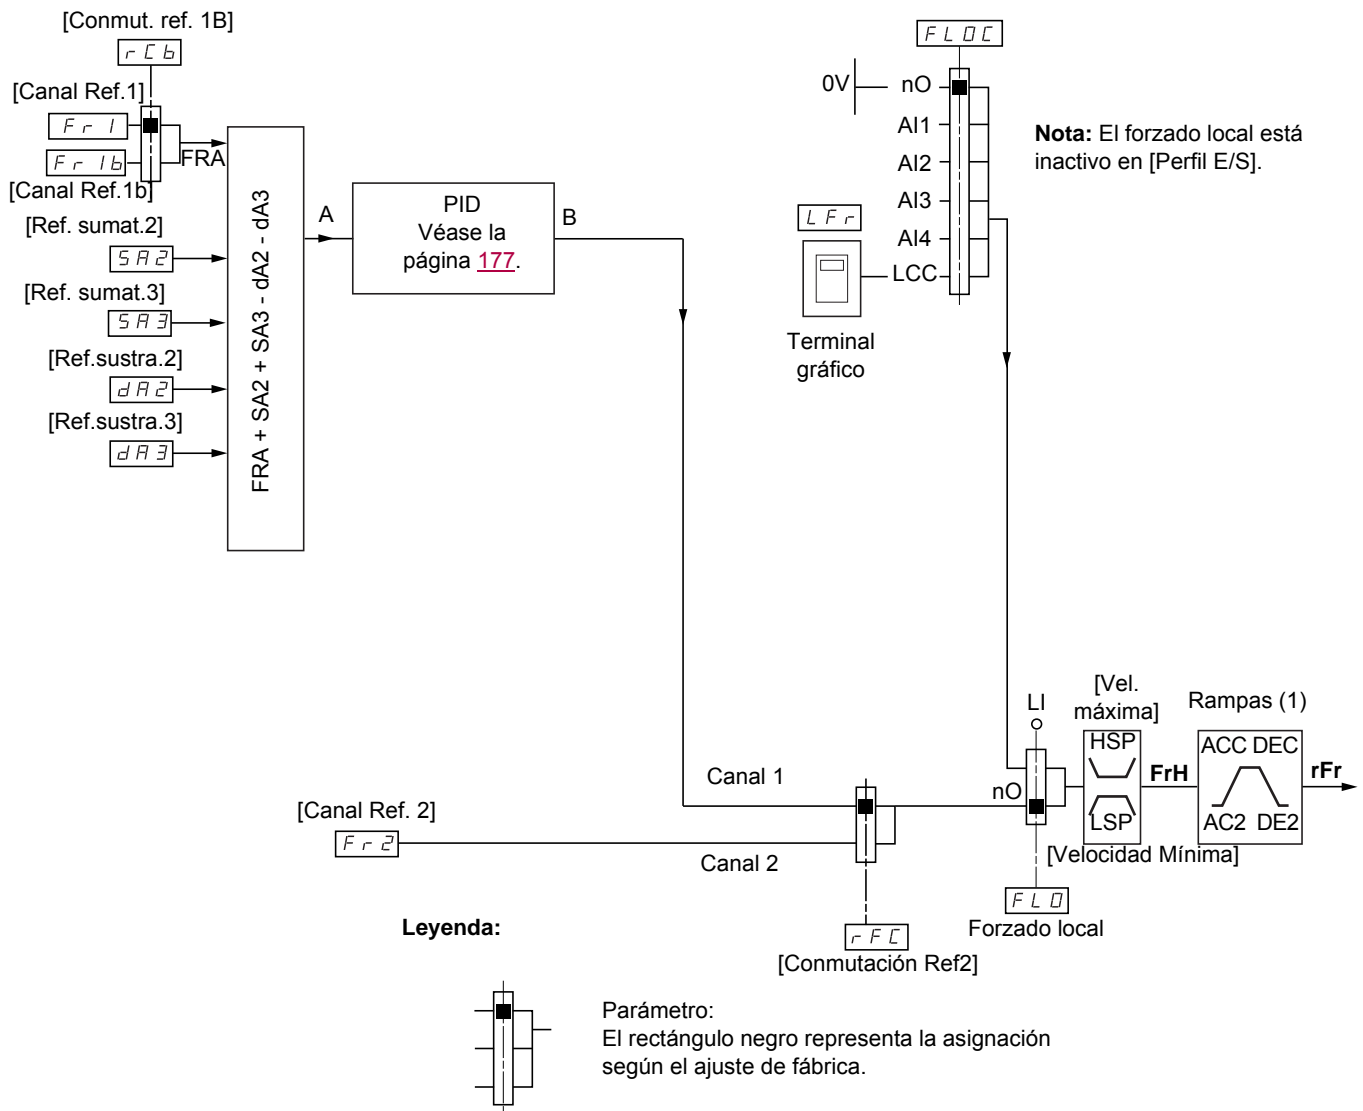 [Conmut. ref. 1B]
rCb
[Canal Ref.1]
Fr1
Fr1b
FRA
[Canal Ref.1b]
[Ref. sumat.2]
SA2
[Ref. sumat.3]
SA3
[Ref.sustra.2]
dA2
[Ref.sustra.3]
dA3
FRA + SA2 + SA3 - dA2 - dA3
A
PID
Véase la
página 177.
B
FLOC
0V
nO
AI1
AI2
AI3
AI4
LCC
LFr
Terminal
gráfico
Nota: El forzado local está
inactivo en [Perfil E/S].
Canal 1
[Canal Ref. 2]
Fr2
Canal 2
rFC
[Conmutación Ref2]
nO
LI
FLO
Forzado local
[Vel.
máxima]
HSP
LSP
[Velocidad Mínima]
FrH
Rampas (1)
ACC DEC
AC2 DE2
rFr
Leyenda:
Parámetro:
El rectángulo negro representa la asignación
según el ajuste de fábrica.